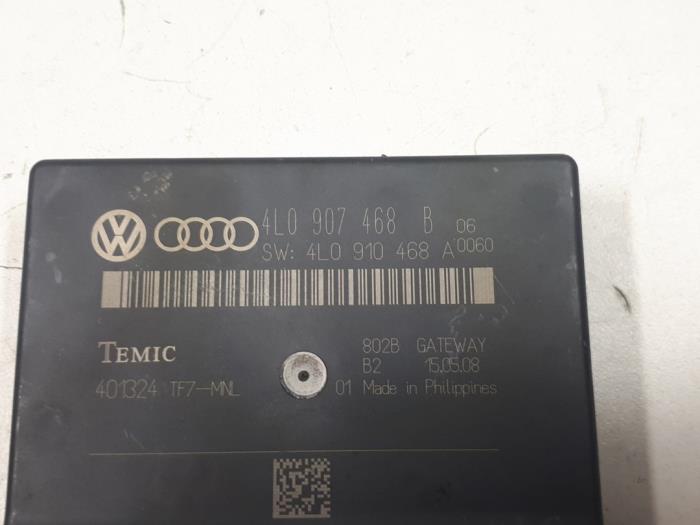 4L0 907 468 B 06
SW: 4L0 910 468 A 0060
TEMIC
802B GATEWAY
B2 15.05.08
401324 TF7-MNL
01 Made in Philippines